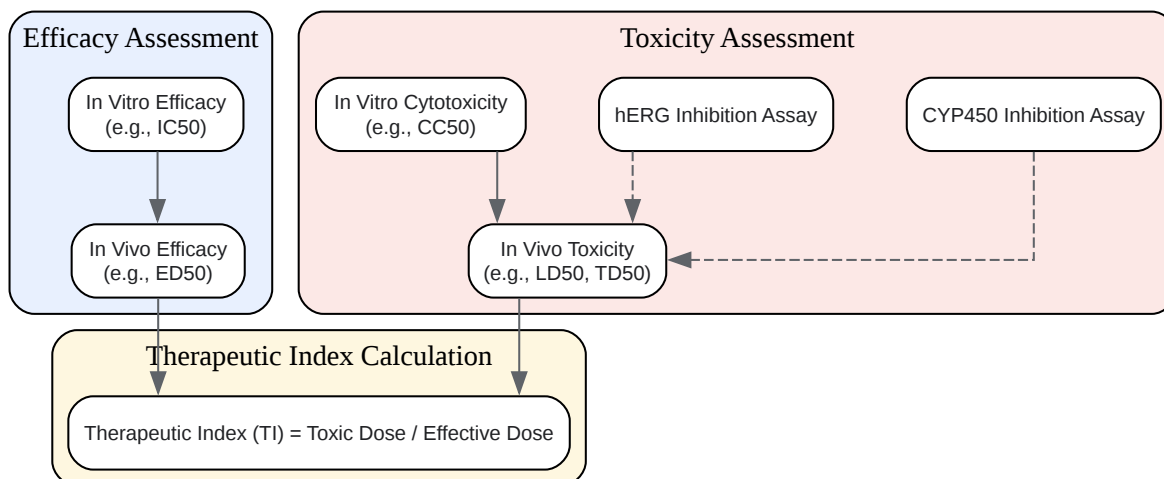 Efficacy Assessment
Toxicity Assessment
In Vitro Efficacy
(e.g., IC50)
In Vitro Cytotoxicity
(e.g., CC50)
hERG Inhibition Assay
CYP450 Inhibition Assay
In Vivo Efficacy
(e.g., ED50)
In Vivo Toxicity
(e.g., LD50, TD50)
Therapeutic Index Calculation
Therapeutic Index (TI) = Toxic Dose / Effective Dose